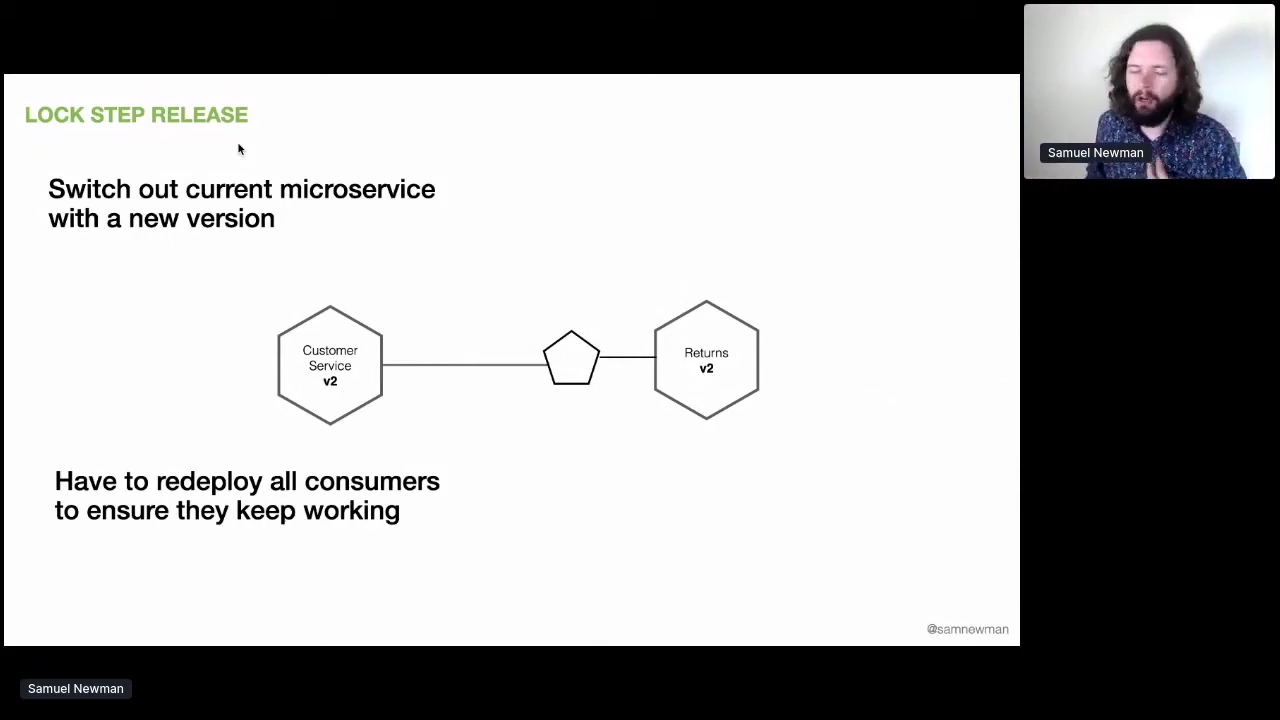 LOCK STEP RELEASE
Switch out current microservice
with a new version
Customer
Service
v2
Returns
v2
Have to redeploy all consumers
to ensure they keep working
@samnewman
Samuel Newman
Samuel Newman